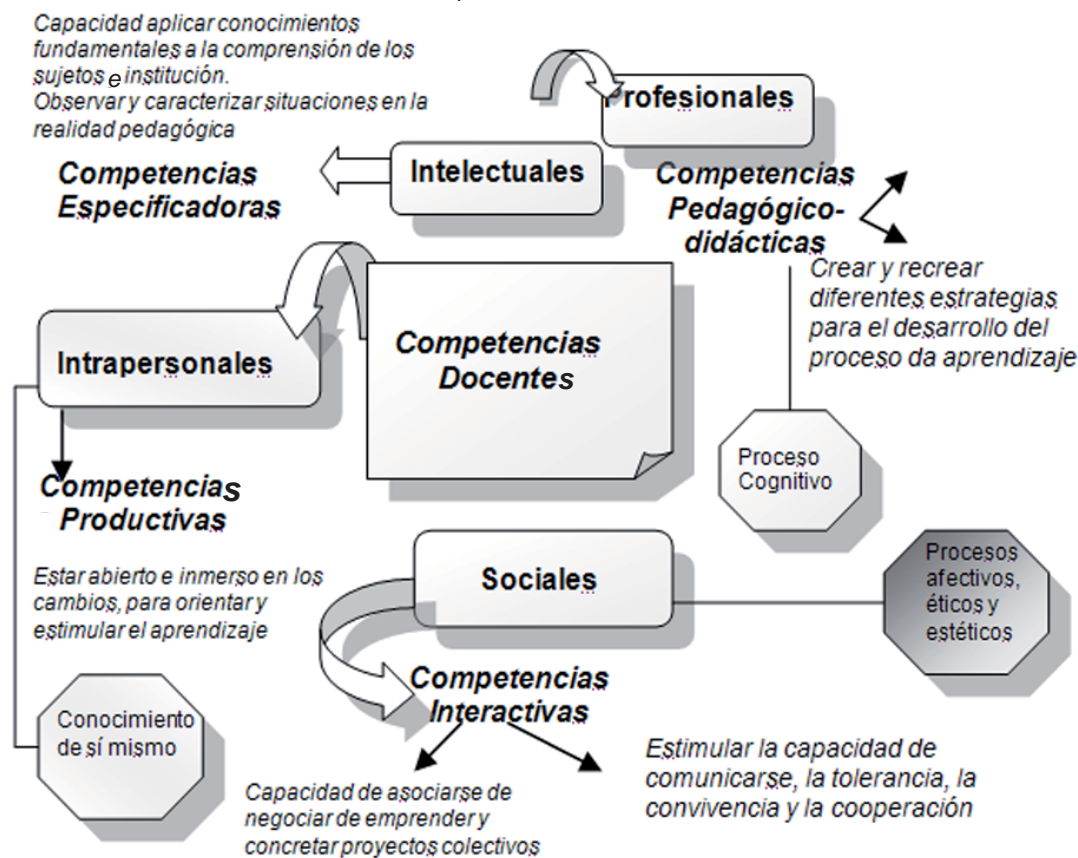 Capacidad aplicar conocimientos
fundamentales a la comprensión de los
sujetos e institución.
Observar y caracterizar situaciones en la
realidad pedagógica
Profesionales
Intelectuales
Competencias
Especificadoras
Competencias
Pedagógico-
didácticas
Crear y recrear
diferentes estrategias
para el desarrollo del
proceso da aprendizaje
Intrapersonales
Competencias
Docentes
Proceso
Cognitivo
Competencias
Productivas
Estar abierto e inmerso en los
cambios, para orientar y
estimular el aprendizaje
Sociales
Procesos
afectivos,
éticos y
estéticos
Competencias
Interactivas
Conocimiento
de sí mismo
Estimular la capacidad de
comunicarse, la tolerancia, la
convivencia y la cooperación
Capacidad de asociarse de
negociar de emprender y
concretar proyectos colectivos